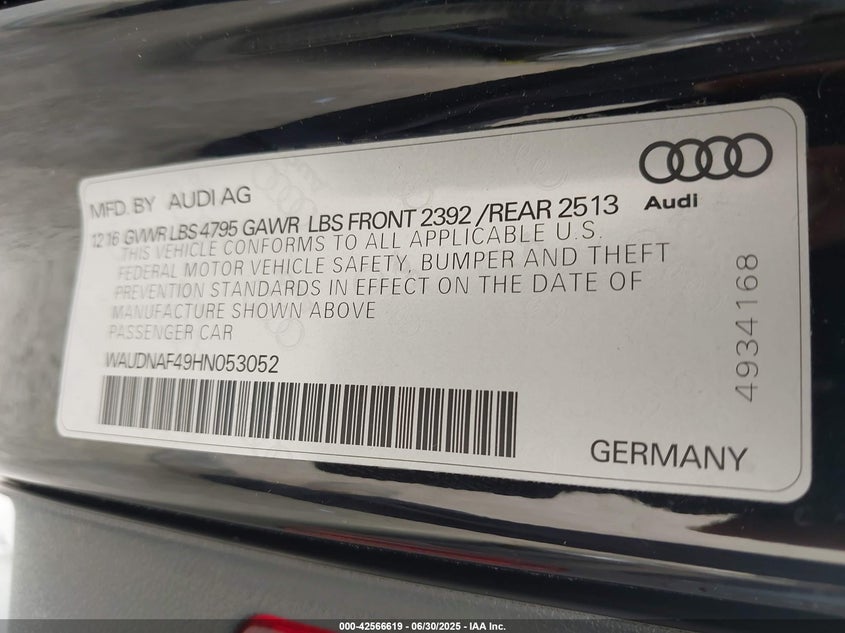 MFD. BY AUDI AG
Audi
12 16 GVWR LBS 4795 GAWR LBS FRONT 2392 /REAR 2513
THIS VEHICLE CONFORMS TO ALL APPLICABLE U.S.
FEDERAL MOTOR VEHICLE SAFETY, BUMPER AND THEFT
PREVENTION STANDARDS IN EFFECT ON THE DATE OF
MANUFACTURE SHOWN ABOVE
PASSENGER CAR
WAUDNAF49HN053052
4934168
GERMANY
000-42566619 - 06/30/2025 - IAA Inc.